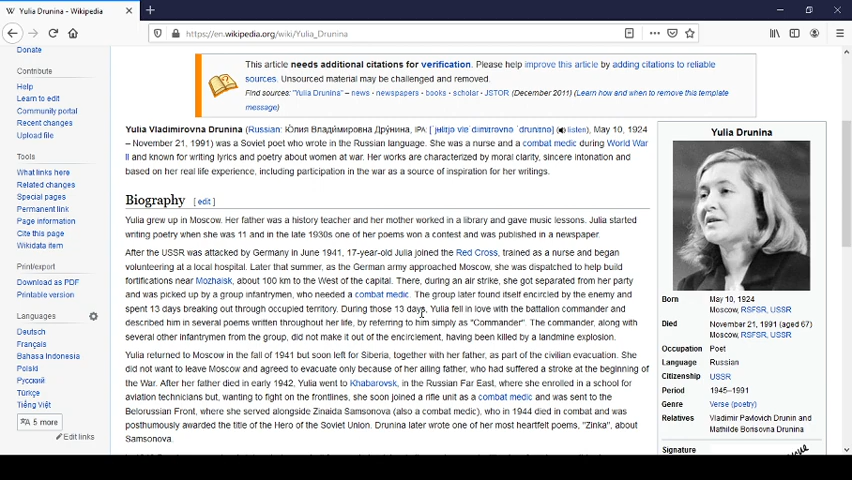 Yulia Drunina - Wikipedia
https://en.wikipedia.org/wiki/Yulia_Drunina
Donate
Contribute
Help
Learn to edit
Community portal
Recent changes
Upload file
Tools
What links here
Related changes
Special pages
Permanent link
Page information
Cite this page
Wikidata item
Print/export
Download as PDF
Printable version
Languages
Deutsch
Français
Bahasa Indonesia
Polski
Русский
Türkçe
Tiếng Việt
5 more
Edit links
This article needs additional citations for verification. Please help improve this article by adding citations to reliable
sources. Unsourced material may be challenged and removed.
Find sources: "Yulia Drunina" – news · newspapers · books · scholar · JSTOR (December 2011) (Learn how and when to remove this template
message)
Yulia Vladimirovna Drunina (Russian: Ю́лия Влади́мировна Дру́нина, IPA: listen), May 10, 1924
– November 21, 1991) was a Soviet poet who wrote in the Russian language. She was a nurse and a combat medic during World War
II and known for writing lyrics and poetry about women at war. Her works are characterized by moral clarity, sincere intonation and
based on her real life experience, including participation in the war as a source of inspiration for her writings.
Biography [ edit ]
Yulia grew up in Moscow. Her father was a history teacher and her mother worked in a library and gave music lessons. Julia started
writing poetry when she was 11 and in the late 1930s one of her poems won a contest and was published in a newspaper.
After the USSR was attacked by Germany in June 1941, 17-year-old Julia joined the Red Cross, trained as a nurse and began
volunteering at a local hospital. Later that summer, as the German army approached Moscow, she was dispatched to help build
fortifications near Mozhaisk, about 100 km to the West of the capital. There, during an air strike, she got separated from her party
and was picked up by a group infantrymen, who needed a combat medic. The group later found itself encircled by the enemy and
spent 13 days breaking out through occupied territory. During those 13 days, Yulia fell in love with the battalion commander and
described him in several poems written throughout her life, by referring to him simply as "Commander". The commander, along with
several other infantrymen from the group, did not make it out of the encirclement, having been killed by a landmine explosion.
Yulia returned to Moscow in the fall of 1941 but soon left for Siberia, together with her father, as part of the civilian evacuation. She
did not want to leave Moscow and agreed to evacuate only because of her ailing father, who had suffered a stroke at the beginning of
the War. After her father died in early 1942, Yulia went to Khabarovsk, in the Russian Far East, where she enrolled in a school for
aviation technicians but, wanting to fight on the frontlines, she soon joined a rifle unit as a combat medic and was sent to the
Belorussian Front, where she served alongside Zinaida Samsonova (also a combat medic), who in 1944 died in combat and was
posthumously awarded the title of the Hero of the Soviet Union. Drunina later wrote one of her most heartfelt poems, "Zinka", about
Samsonova.
Yulia Drunina
Born May 10, 1924
Moscow, RSFSR, USSR
Died November 21, 1991 (aged 67)
Moscow, RSFSR, USSR
Occupation Poet
Language Russian
Citizenship USSR
Period 1945–1991
Genre Verse (poetry)
Relatives Vladimir Pavlovich Drunin and
Mathilde Borisovna Drunina
Signature